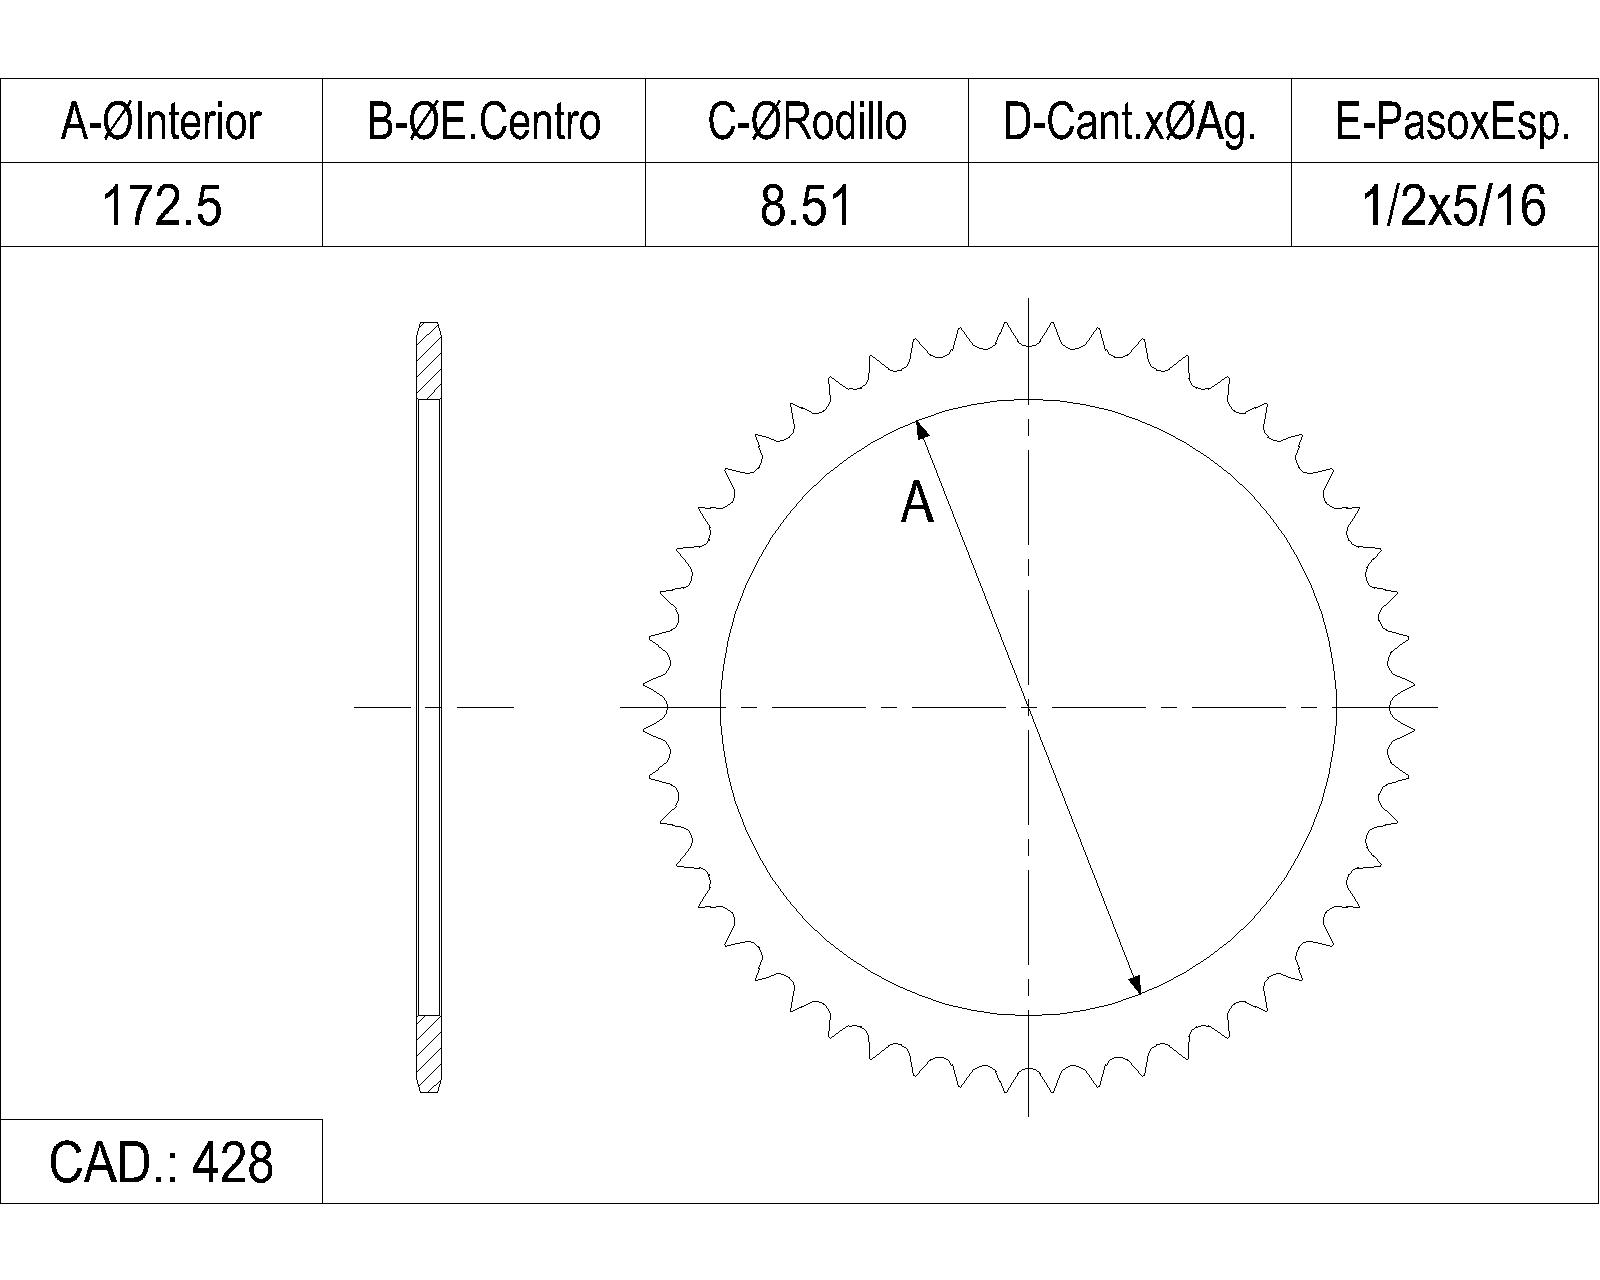 A-ØInterior B-ØE.Centro C-ØRodillo D-Cant.xØAg. E-PasoxEsp.
172.5 8.51 1/2x5/16
A
CAD.: 428